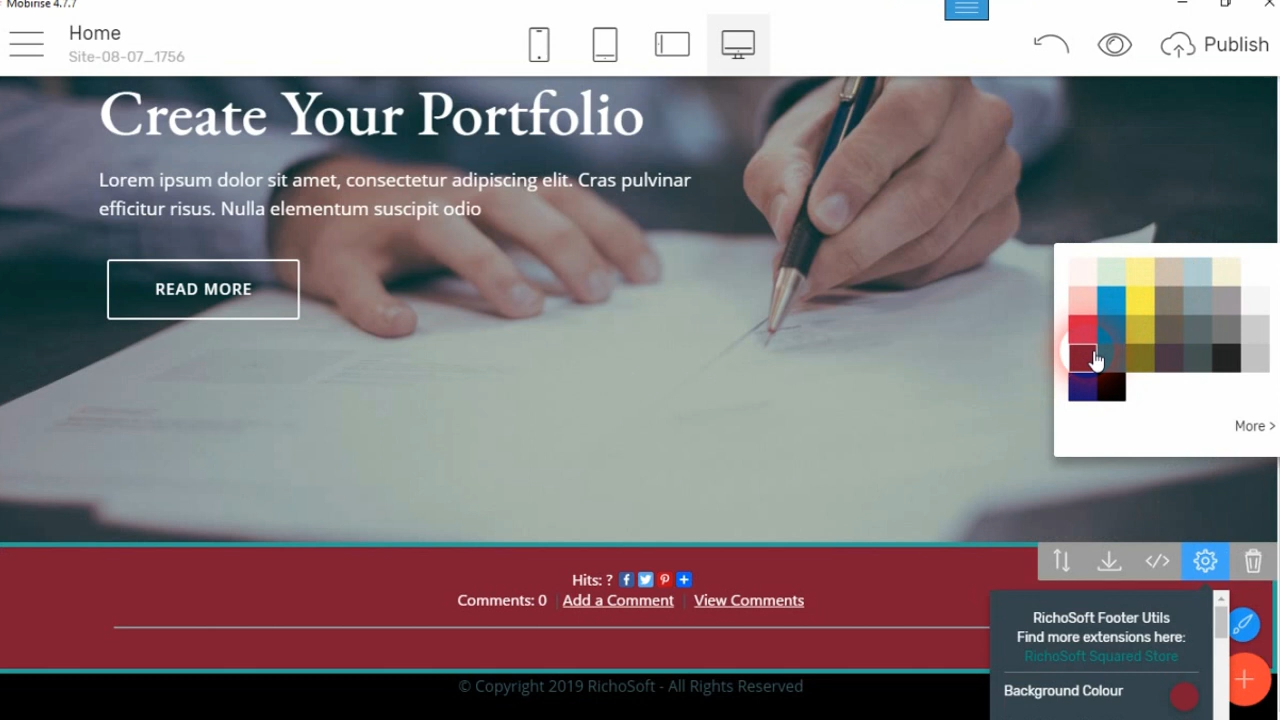 Mobirise 4.7.7
Home
Site-08-07_1756
Publish
Create Your Portfolio
Lorem ipsum dolor sit amet, consectetur adipiscing elit. Cras pulvinar
efficitur risus. Nulla elementum suscipit odio
READ MORE
More >
Hits: ?
Comments: 0 | Add a Comment | View Comments
RichoSoft Footer Utils
Find more extensions here:
RichoSoft Squared Store
Background Colour
© Copyright 2019 RichoSoft - All Rights Reserved